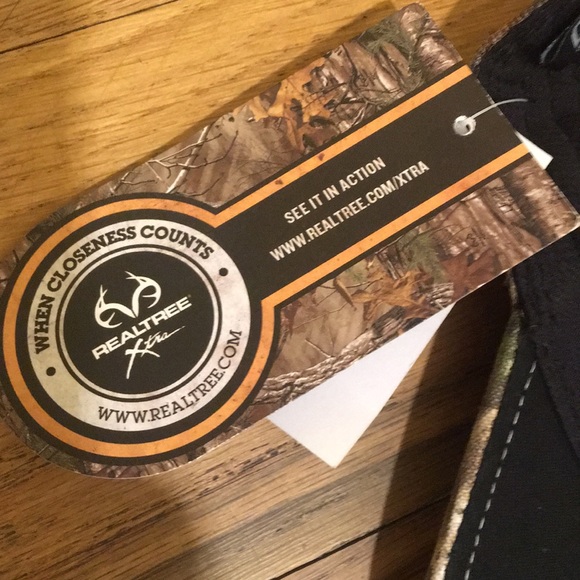 WHEN CLOSENESS COUNTS
REALTREE
Xtra
WWW.REALTREE.COM
SEE IT IN ACTION
WWW.REALTREE.COM/XTRA